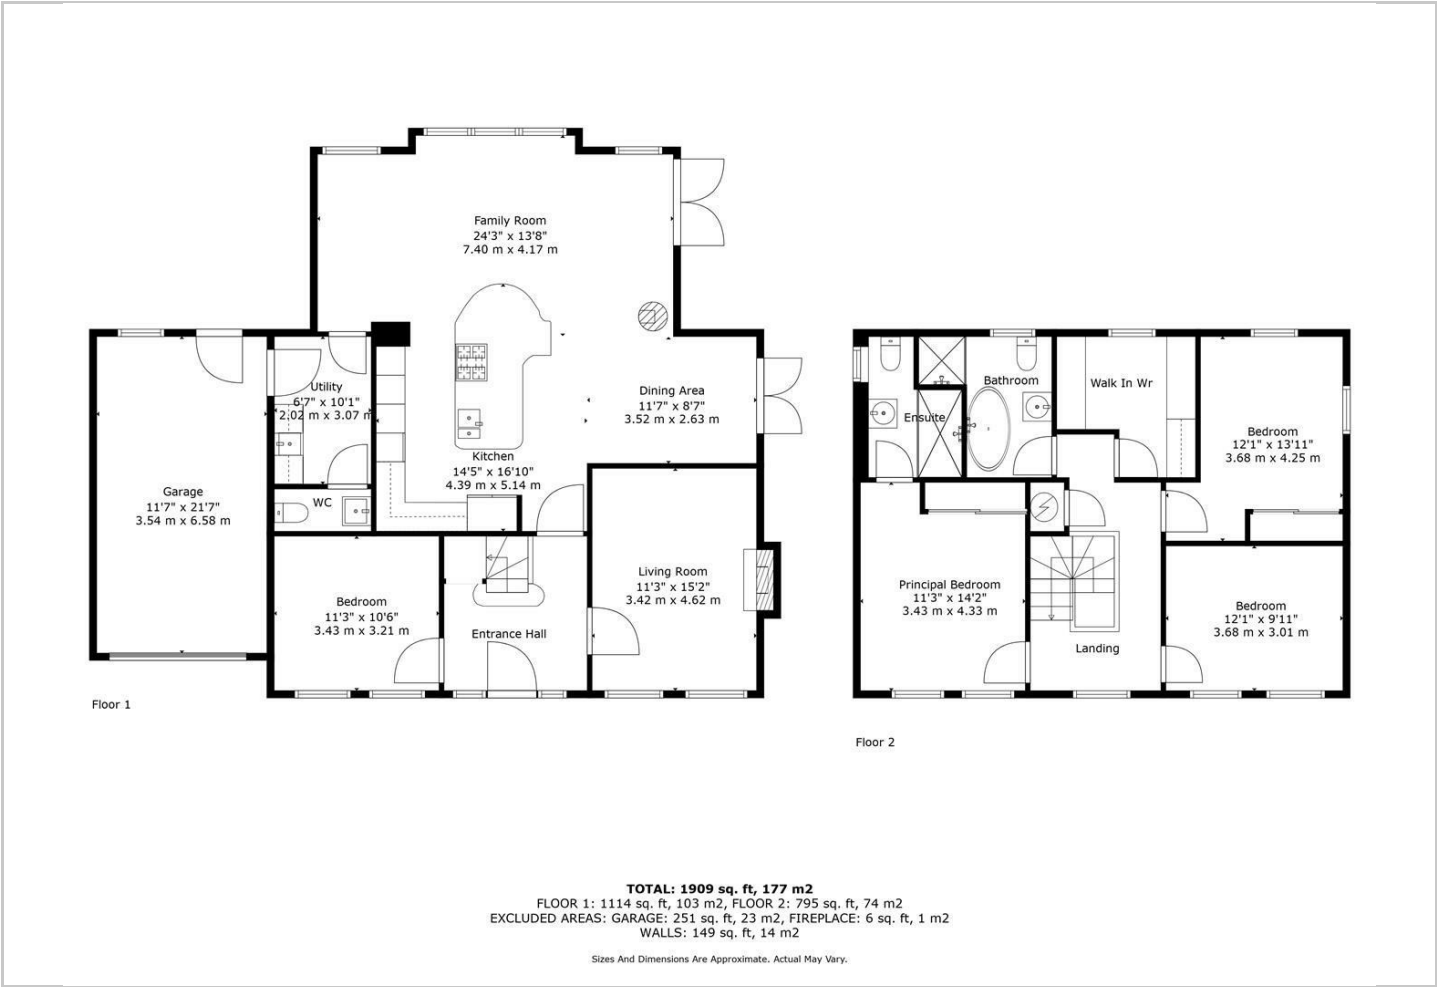 Family Room
24'3" x 13'8"
7.40 m x 4.17 m
Utility
6'7" x 10'1"
2.02 m x 3.07 m
Dining Area
11'7" x 8'7"
3.52 m x 2.63 m
Kitchen
14'5" x 16'10"
4.39 m x 5.14 m
Garage
11'7" x 21'7"
3.54 m x 6.58 m
WC
Bedroom
11'3" x 10'6"
3.43 m x 3.21 m
Entrance Hall
Living Room
11'3" x 15'2"
3.42 m x 4.62 m
Floor 1
Bathroom
Walk In Wr
Ensuite
Bedroom
12'1" x 13'11"
3.68 m x 4.25 m
Principal Bedroom
11'3" x 14'2"
3.43 m x 4.33 m
Landing
Bedroom
12'1" x 9'11"
3.68 m x 3.01 m
Floor 2
TOTAL: 1909 sq. ft, 177 m2
FLOOR 1: 1114 sq. ft, 103 m2, FLOOR 2: 795 sq. ft, 74 m2
EXCLUDED AREAS: GARAGE: 251 sq. ft, 23 m2, FIREPLACE: 6 sq. ft, 1 m2
WALLS: 149 sq. ft, 14 m2
Sizes And Dimensions Are Approximate. Actual May Vary.